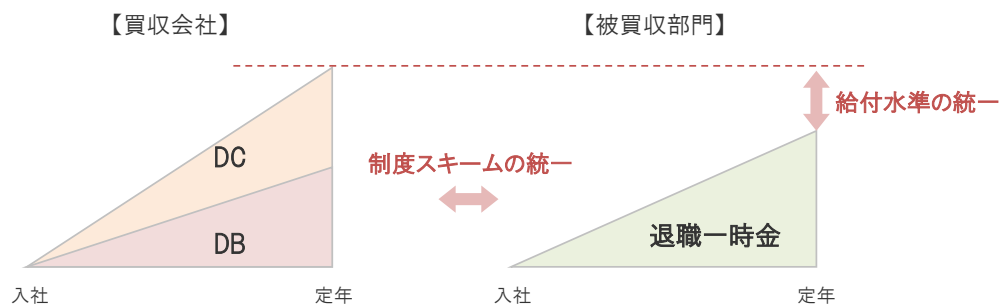 【買収会社】
【被買収部門】
給付水準の統一
DC
制度スキームの統一
DB
退職一時金
入社
定年
入社
定年